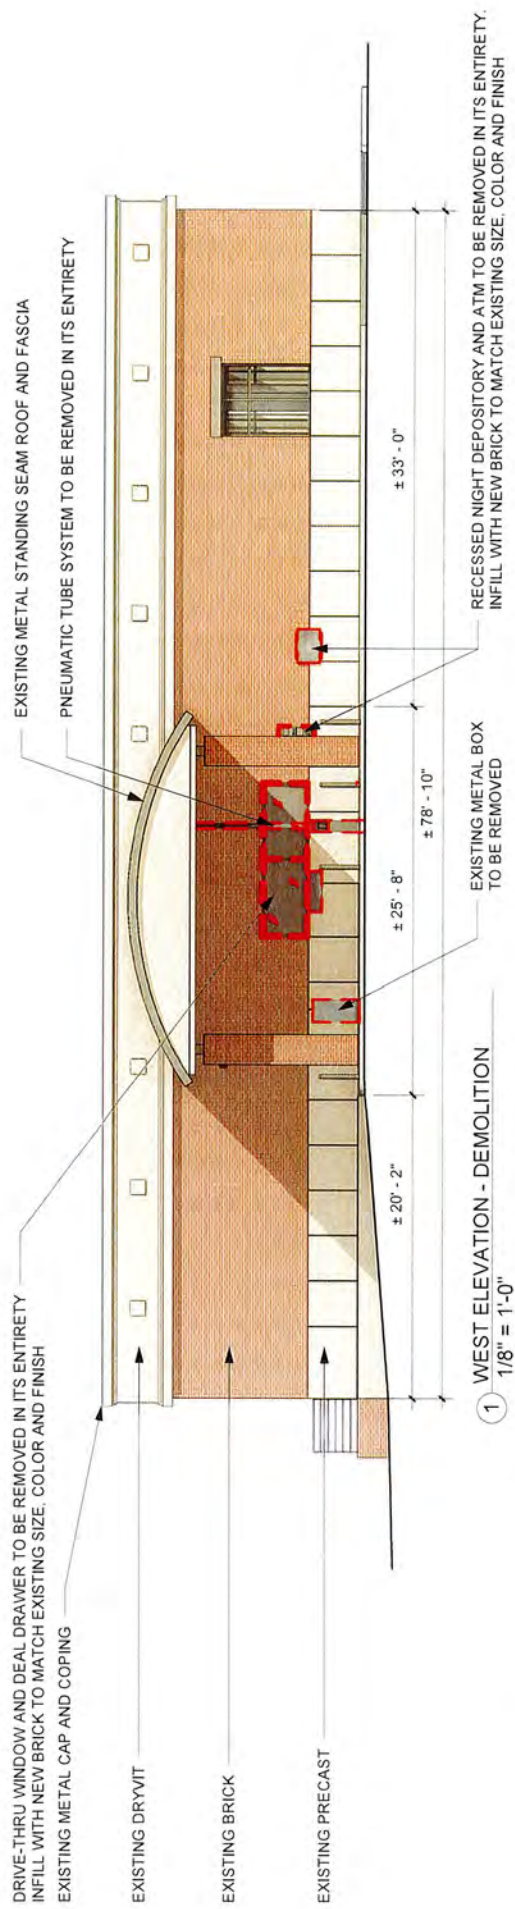 DRIVE-THRU WINDOW AND DEAL DRAWER TO BE REMOVED IN ITS ENTIRETY
INFILL WITH NEW BRICK TO MATCH EXISTING SIZE, COLOR AND FINISH
EXISTING METAL CAP AND COPING
EXISTING DRYVIT
EXISTING BRICK
EXISTING PRECAST
EXISTING METAL STANDING SEAM ROOF AND FASCIA
PNEUMATIC TUBE SYSTEM TO BE REMOVED IN ITS ENTIRETY
± 33' - 0"
± 25' - 8"
± 20' - 2"
± 78' - 10"
RECESSED NIGHT DEPOSITORY AND ATM TO BE REMOVED IN ITS ENTIRETY.
INFILL WITH NEW BRICK TO MATCH EXISTING SIZE, COLOR AND FINISH
EXISTING METAL BOX
TO BE REMOVED
1 WEST ELEVATION - DEMOLITION
1/8" = 1'-0"